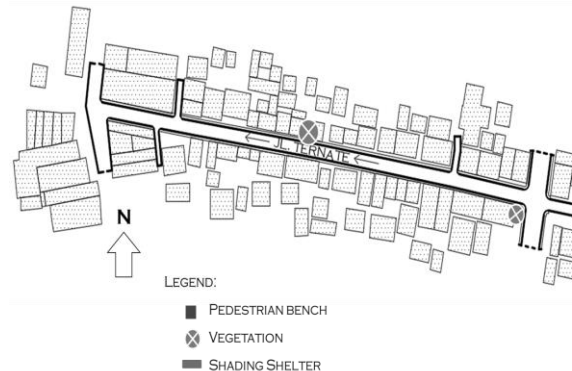 JL. TERNATE
N
LEGEND:
PEDESTRIAN BENCH
VEGETATION
SHADING SHELTER